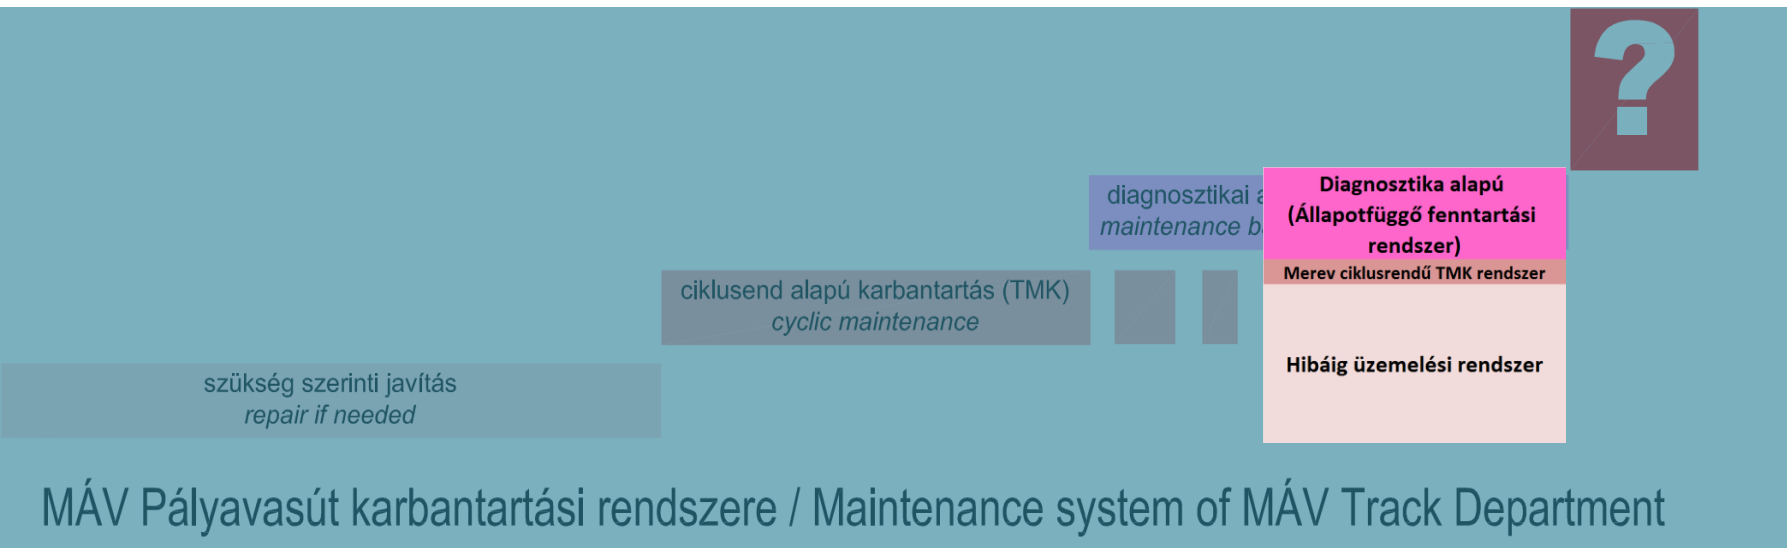 ?
diagnosztikai
maintenance
Diagnosztika alapú
(Állapotfüggő fenntartási
rendszer)
Merev ciklusrendű TMK rendszer
ciklusend alapú karbantartás (TMK)
cyclic maintenance
Hibáig üzemelési rendszer
szükség szerinti javítás
repair if needed
MÁV Pályavasút karbantartási rendszere / Maintenance system of MÁV Track Department